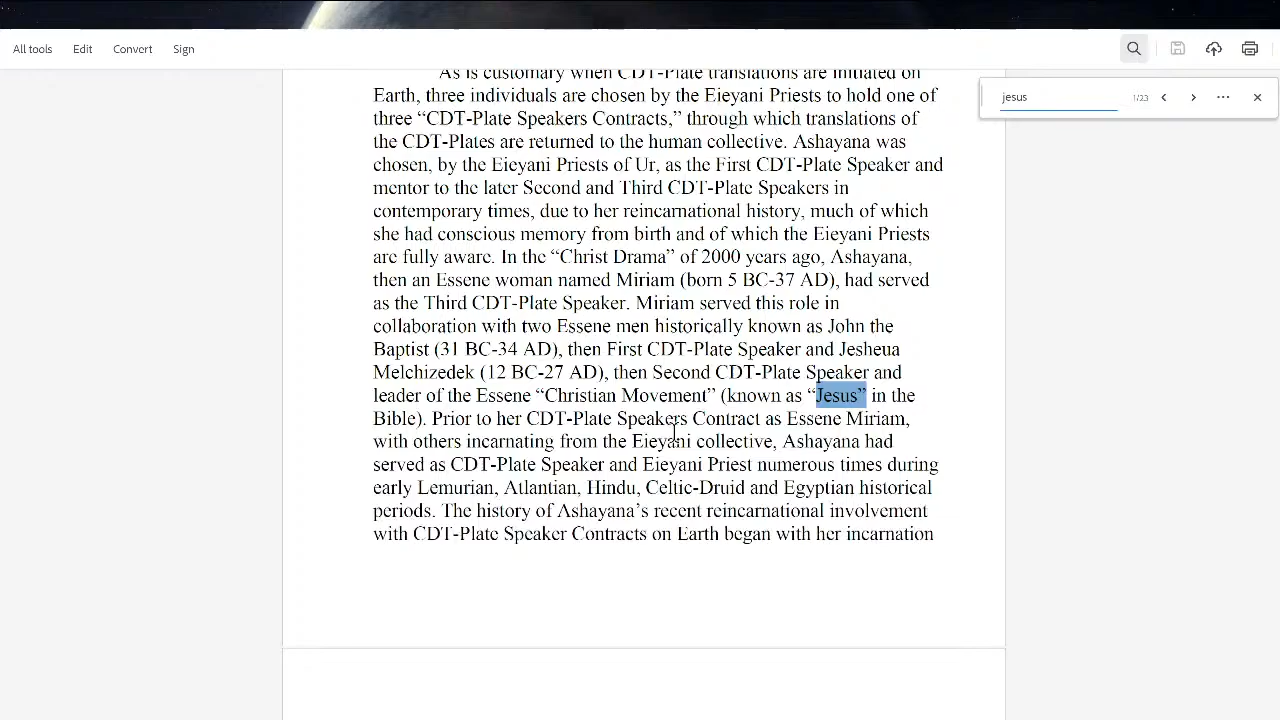 All tools Edit Convert Sign
jesus 1/23
As is customary when CDT-Plate translations are initiated on
Earth, three individuals are chosen by the Eieyani Priests to hold one of
three “CDT-Plate Speakers Contracts,” through which translations of
the CDT-Plates are returned to the human collective. Ashayana was
chosen, by the Eieyani Priests of Ur, as the First CDT-Plate Speaker and
mentor to the later Second and Third CDT-Plate Speakers in
contemporary times, due to her reincarnational history, much of which
she had conscious memory from birth and of which the Eieyani Priests
are fully aware. In the “Christ Drama” of 2000 years ago, Ashayana,
then an Essene woman named Miriam (born 5 BC-37 AD), had served
as the Third CDT-Plate Speaker. Miriam served this role in
collaboration with two Essene men historically known as John the
Baptist (31 BC-34 AD), then First CDT-Plate Speaker and Jesheua
Melchizedek (12 BC-27 AD), then Second CDT-Plate Speaker and
leader of the Essene “Christian Movement” (known as “Jesus” in the
Bible). Prior to her CDT-Plate Speakers Contract as Essene Miriam,
with others incarnating from the Eieyani collective, Ashayana had
served as CDT-Plate Speaker and Eieyani Priest numerous times during
early Lemurian, Atlantian, Hindu, Celtic-Druid and Egyptian historical
periods. The history of Ashayana’s recent reincarnational involvement
with CDT-Plate Speaker Contracts on Earth began with her incarnation